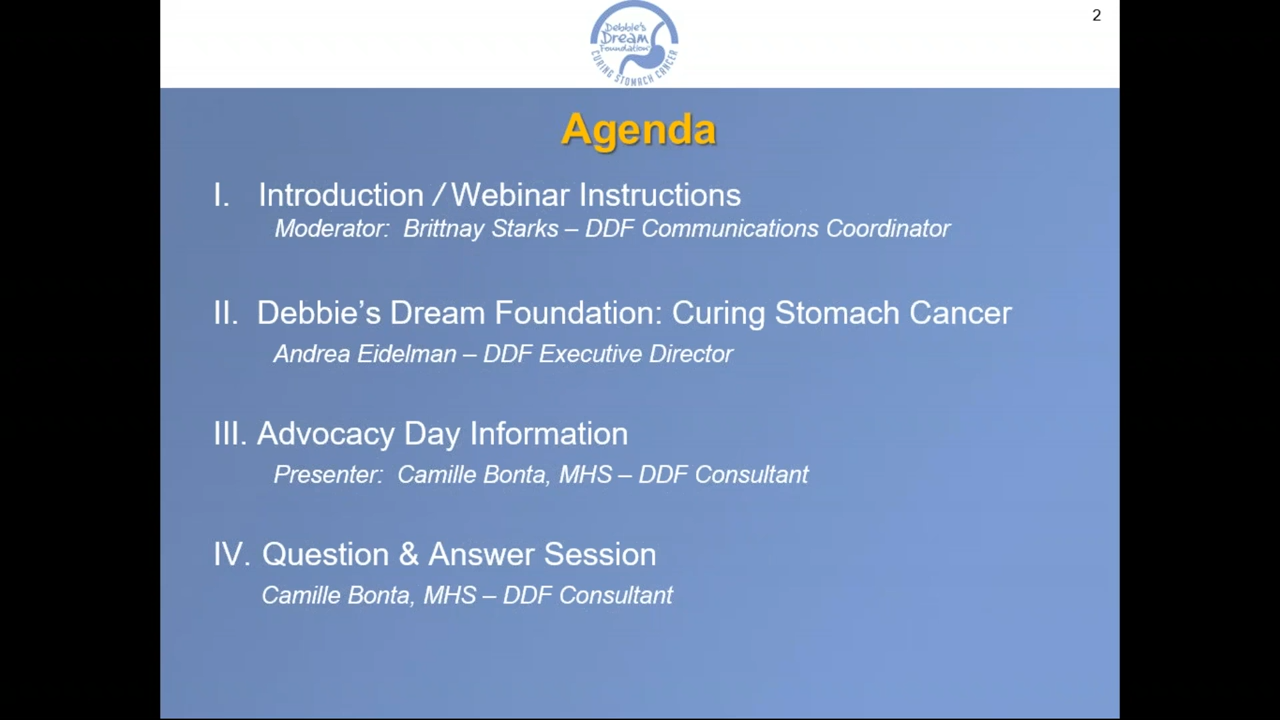 2
Debbie's
Dream
Foundation
CURING STOMACH CANCER
Agenda
I. Introduction / Webinar Instructions
Moderator: Brittnay Starks – DDF Communications Coordinator
II. Debbie’s Dream Foundation: Curing Stomach Cancer
Andrea Eidelman – DDF Executive Director
III. Advocacy Day Information
Presenter: Camille Bonta, MHS – DDF Consultant
IV. Question & Answer Session
Camille Bonta, MHS – DDF Consultant